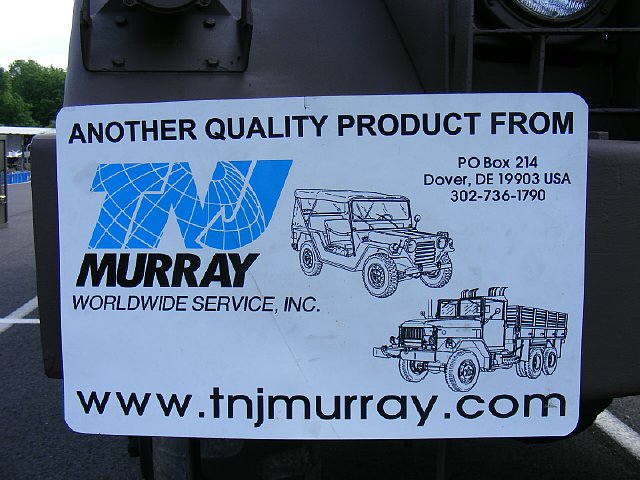 ANOTHER QUALITY PRODUCT FROM
PO Box 214
Dover, DE 19903 USA
302-736-1790
TNJ
MURRAY
WORLDWIDE SERVICE, INC.
www.tnjmurray.com